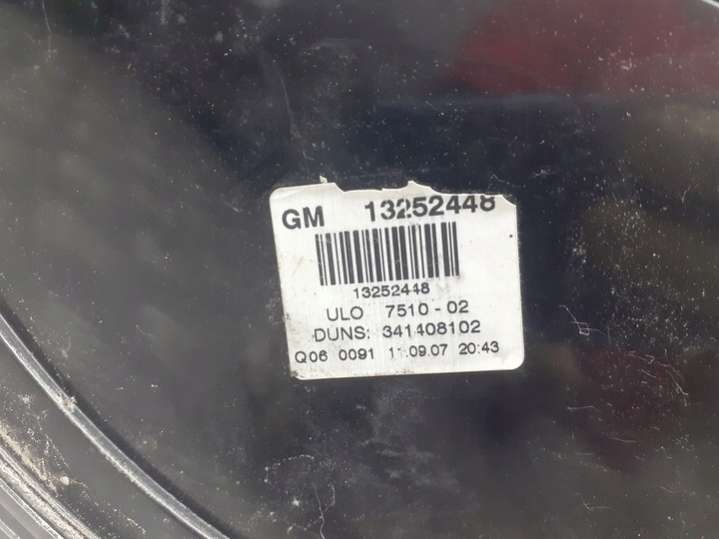 GM 13252448
13252448
ULO 7510-02
DUNS: 341408102
Q06 0091 11.09.07 20:43